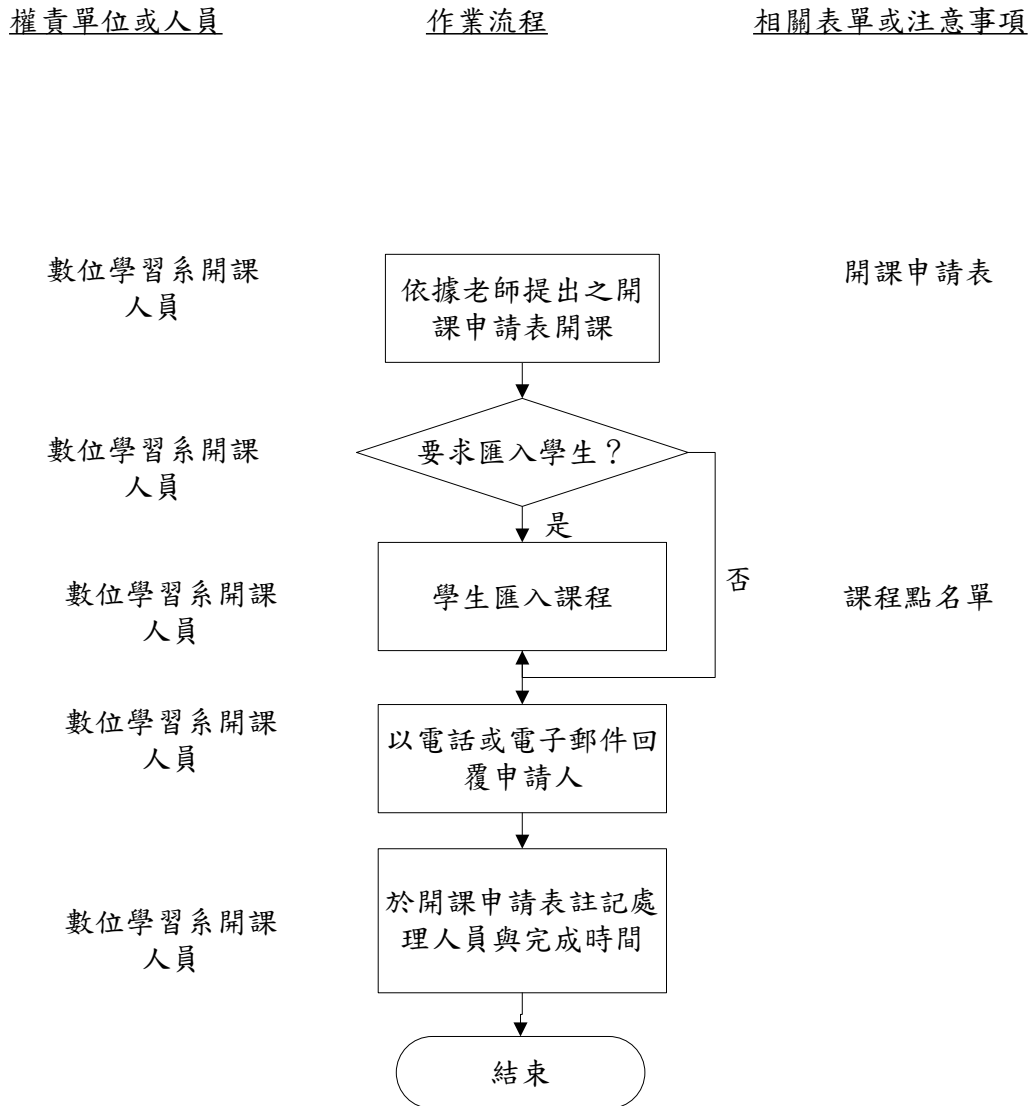 權責單位或人員
作業流程
相關表單或注意事項
數位學習系開課
人員
依據老師提出之開
課申請表開課
開課申請表
數位學習系開課
人員
要求匯入學生？
是
否
數位學習系開課
人員
學生匯入課程
課程點名單
數位學習系開課
人員
以電話或電子郵件回
覆申請人
數位學習系開課
人員
於開課申請表註記處
理人員與完成時間
結束